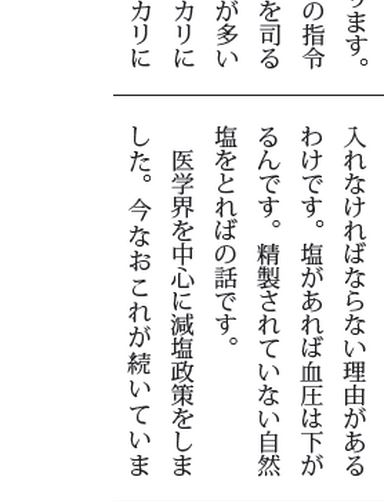 ります。
の指令
を司る
が多い
カリに
カリに
入れなければならない理由がある
わけです。塩があれば血圧は下が
るんです。精製されていない自然
塩をとればの話です。
医学界を中心に減塩政策をしま
した。今なおこれが続いていま